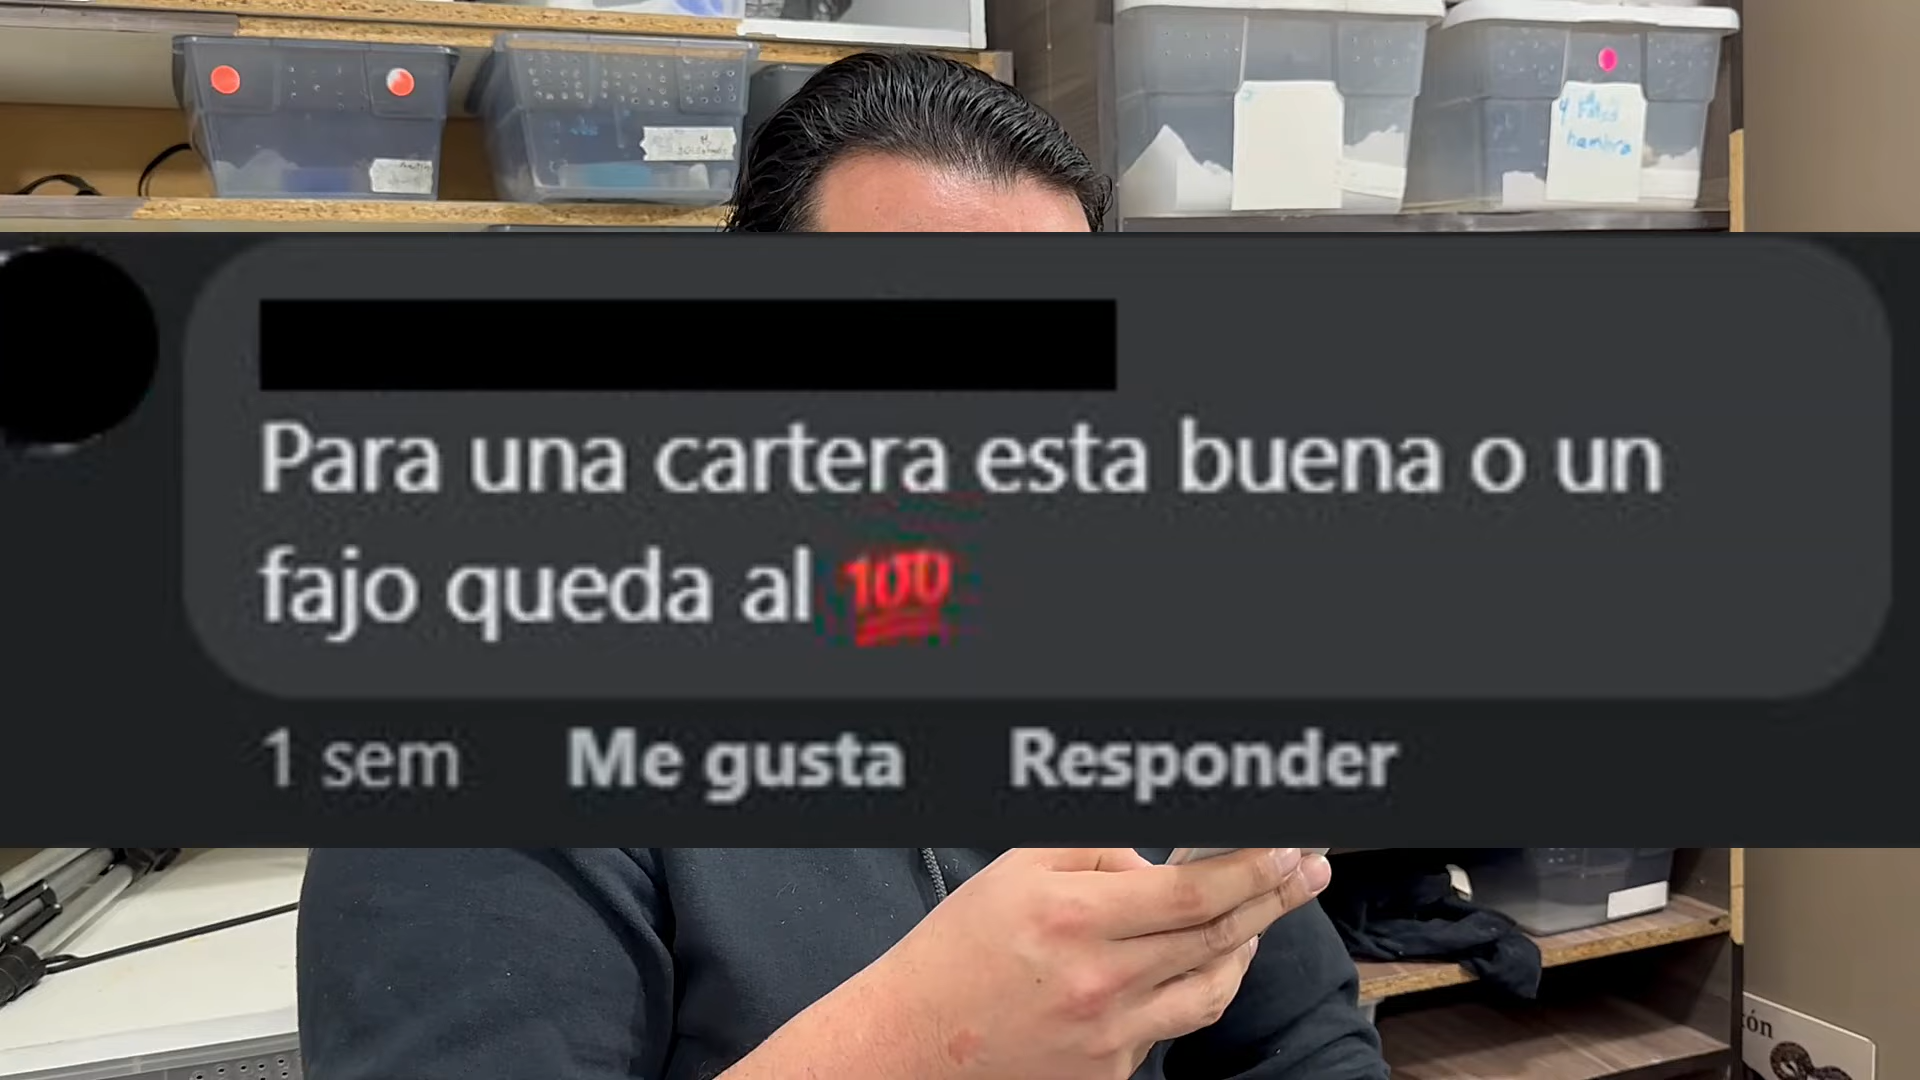 Para una cartera esta buena o un
fajo queda al 💯
1 sem
Me gusta
Responder